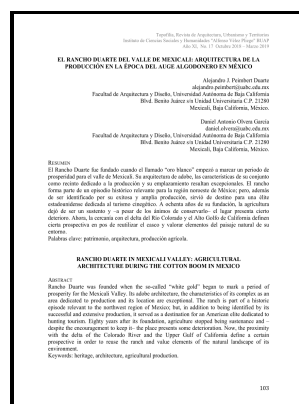 Topofilia, Revista de Arquitectura, Urbanismo y Territorios
Instituto de Ciencias Sociales y Humanidades "Alfonso Vélez Pliego" BUAP
Año XI, No. 17 Octubre 2018 - Marzo 2019
EL RANCHO DUARTE DEL VALLE DE MEXICALI: ARQUITECTURA DE LA
PRODUCCIÓN EN LA ÉPOCA DEL AUGE ALGODONERO EN MÉXICO
Alejandro J. Peimbert Duarte
alejandro.peimbert@uabc.edu.mx
Facultad de Arquitectura y Diseño, Universidad Autónoma de Baja California
Blvd. Benito Juárez s/n Unidad Universitaria C.P. 21280
Mexicali, Baja California, México.
Daniel Antonio Olvera García
daniel.olvera@uabc.edu.mx
Facultad de Arquitectura y Diseño, Universidad Autónoma de Baja California
Blvd. Benito Juárez s/n Unidad Universitaria C.P. 21280
Mexicali, Baja California, México.
RESUMEN
El Rancho Duarte fue fundado cuando el llamado "oro blanco" empezó a marcar un periodo de
prosperidad para el valle de Mexicali. Su arquitectura de adobe, las características de su conjunto
como recinto dedicado a la producción y su emplazamiento resultan excepcionales. El rancho
forma parte de un episodio histórico relevante para la región noroeste de México; pero, además
de ser identificado por su exitosa y amplia producción, sirvió de destino para una élite
estadounidense dedicada al turismo cinegético. A ochenta años de su fundación, la agricultura
dejó de ser un sustento y –a pesar de los ánimos de conservarlo– el lugar presenta cierto
deterioro. Ahora, la cercanía con el delta del Río Colorado y el Alto Golfo de California definen
cierta prospectiva en pos de reutilizar el casco y valorar elementos del paisaje natural de su
entorno.
Palabras clave: patrimonio, arquitectura, producción agrícola.
RANCHO DUARTE IN MEXICALI VALLEY: AGRICULTURAL
ARCHITECTURE DURING THE COTTON BOOM IN MEXICO
ABSTRACT
Rancho Duarte was founded when the so-called "white gold" began to mark a period of
prosperity for the Mexicali Valley. Its adobe architecture, the characteristics of its complex as
an area dedicated to production and its location are exceptional. The ranch is part of a historic
episode relevant to the northwest region of Mexico; but, in addition to being identified by its
successful and extensive production, it served as a destination for an American elite dedicated to
hunting tourism. Eighty years after its foundation, agriculture stopped being sustenance and –
despite the encouragement to keep it– the place presents some deterioration. Now, the proximity
with the delta of the Colorado River and the Upper Gulf of California define a certain
prospective in order to reuse the ranch and value elements of the natural landscape of its
environment.
Keywords: heritage, architecture, agricultural production.
103